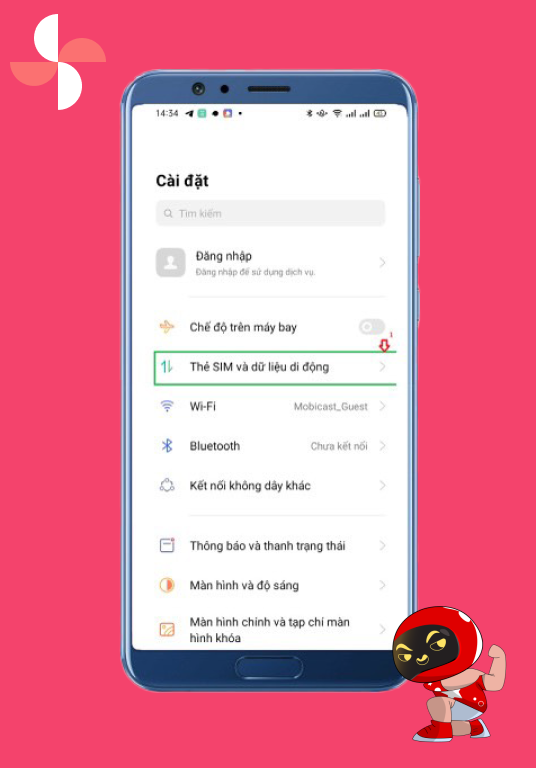 14:34
Cài đặt
Tìm kiếm
Đăng nhập
Đăng nhập để sử dụng dịch vụ.
Chế độ trên máy bay
1
Thẻ SIM và dữ liệu di động
Wi-Fi Mobicast_Guest
Bluetooth Chưa kết nối
Kết nối không dây khác
Thông báo và thanh trạng thái
Màn hình và độ sáng
Màn hình chính và tạp chí màn
hình khóa